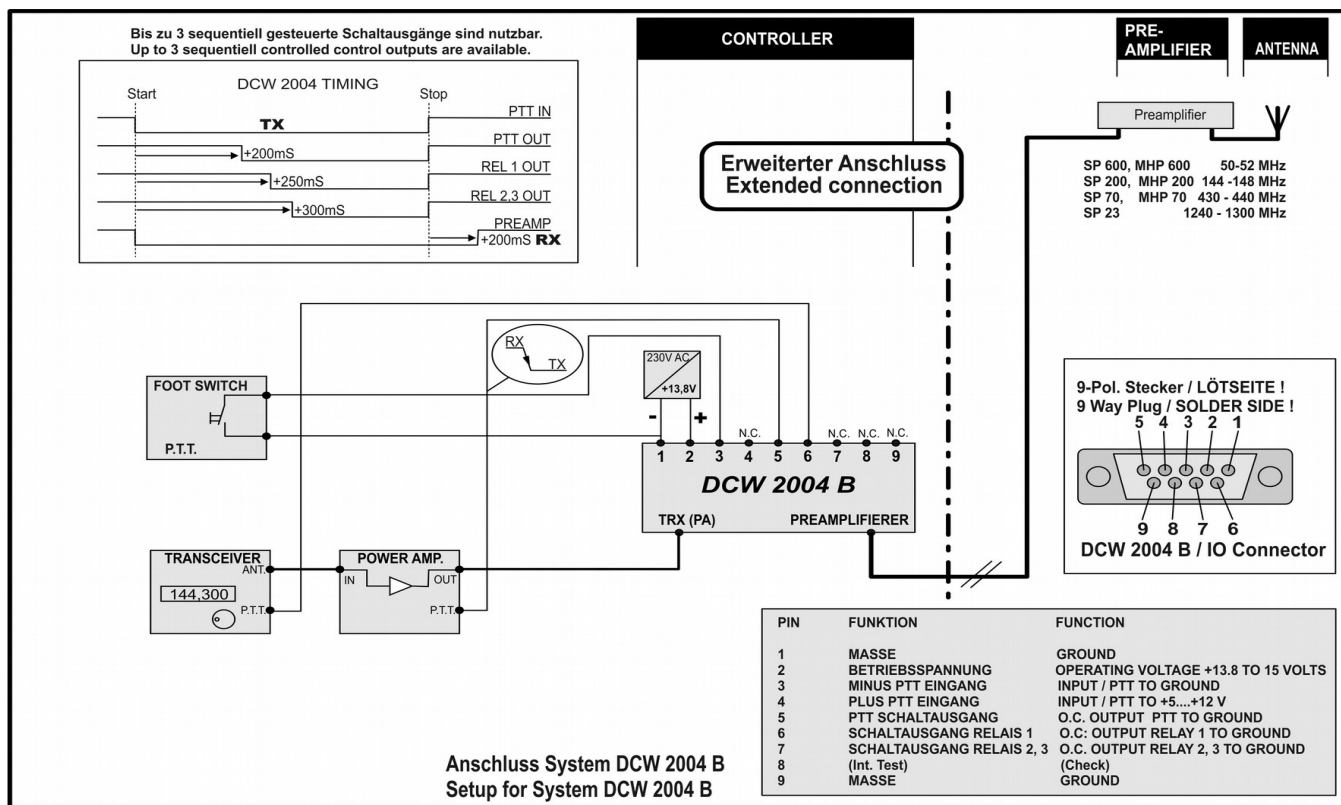 Bis zu 3 sequentiell gesteuerte Schaltausgänge sind nutzbar.
Up to 3 sequentiell controlled control outputs are available.
DCW 2004 TIMING
Start
Stop
PTT IN
TX
PTT OUT
+200mS
REL 1 OUT
+250mS
REL 2,3 OUT
+300mS
PREAMP
+200mS RX
CONTROLLER
PRE-
AMPLIFIER
ANTENNA
Preamplifier
Erweiterter Anschluss
Extended connection
SP 600, MHP 600 50-52 MHz
SP 200, MHP 200 144 -148 MHz
SP 70, MHP 70 430 - 440 MHz
SP 23 1240 - 1300 MHz
RX
TX
230V AC
+13,8V
- +
FOOT SWITCH
P.T.T.
N.C. N.C. N.C. N.C.
1 2 3 4 5 6 7 8 9
DCW 2004 B
TRX (PA) PREAMPLIFIERER
TRANSCEIVER
ANT.
144,300
P.T.T.
POWER AMP.
IN
OUT
P.T.T.
9-Pol. Stecker / LÖTSEITE !
9 Way Plug / SOLDER SIDE !
5 4 3 2 1
9 8 7 6
DCW 2004 B / IO Connector
PIN FUNKTION FUNCTION
1 MASSE GROUND
2 BETRIEBSSPANNUNG OPERATING VOLTAGE +13.8 TO 15 VOLTS
3 MINUS PTT EINGANG INPUT / PTT TO GROUND
4 PLUS PTT EINGANG INPUT / PTT TO +5....+12 V
5 PTT SCHALTAUSGANG O.C. OUTPUT PTT TO GROUND
6 SCHALTAUSGANG RELAIS 1 O.C: OUTPUT RELAY 1 TO GROUND
7 SCHALTAUSGANG RELAIS 2, 3 O.C. OUTPUT RELAY 2, 3 TO GROUND
8 (Int. Test) (Check)
9 MASSE GROUND
Anschluss System DCW 2004 B
Setup for System DCW 2004 B